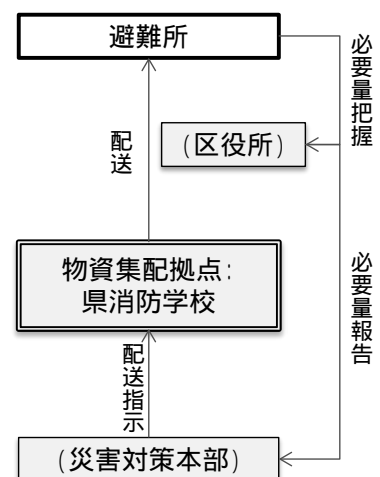 避難所
必要量把握
配送
(区役所)
物資集配拠点:
県消防学校
必要量報告
配送指示
(災害対策本部)